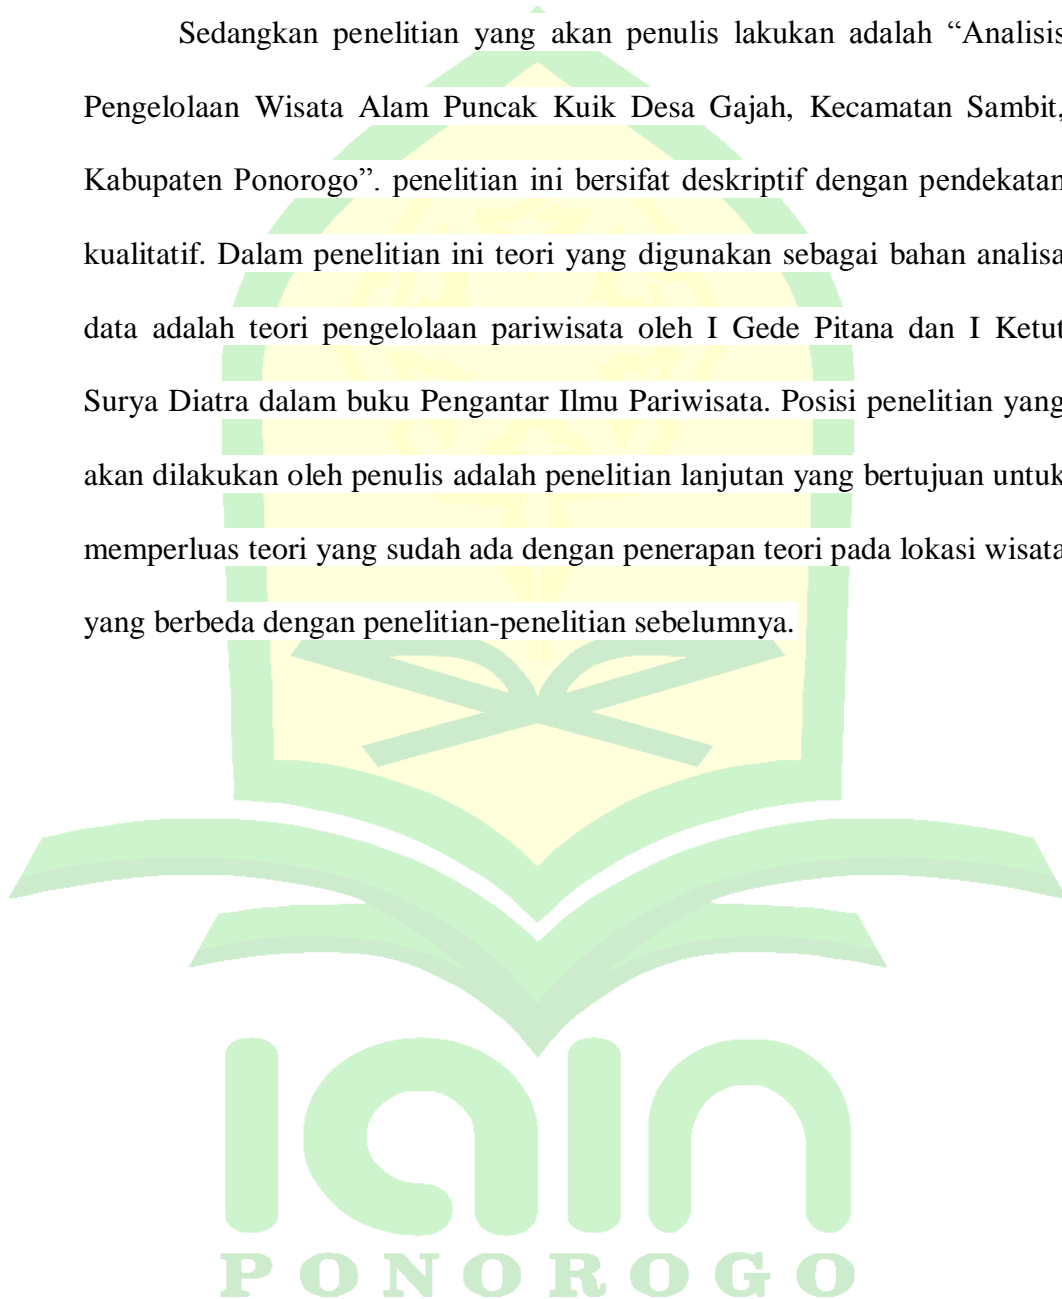 Sedangkan penelitian yang akan penulis lakukan adalah “Analisis
Pengelolaan Wisata Alam Puncak Kuik Desa Gajah, Kecamatan Sambit,
Kabupaten Ponorogo”. penelitian ini bersifat deskriptif dengan pendekatan
kualitatif. Dalam penelitian ini teori yang digunakan sebagai bahan analisa
data adalah teori pengelolaan pariwisata oleh I Gede Pitana dan I Ketut
Surya Diatra dalam buku Pengantar Ilmu Pariwisata. Posisi penelitian yang
akan dilakukan oleh penulis adalah penelitian lanjutan yang bertujuan untuk
memperluas teori yang sudah ada dengan penerapan teori pada lokasi wisata
yang berbeda dengan penelitian-penelitian sebelumnya.
IAIN
PONOROGO